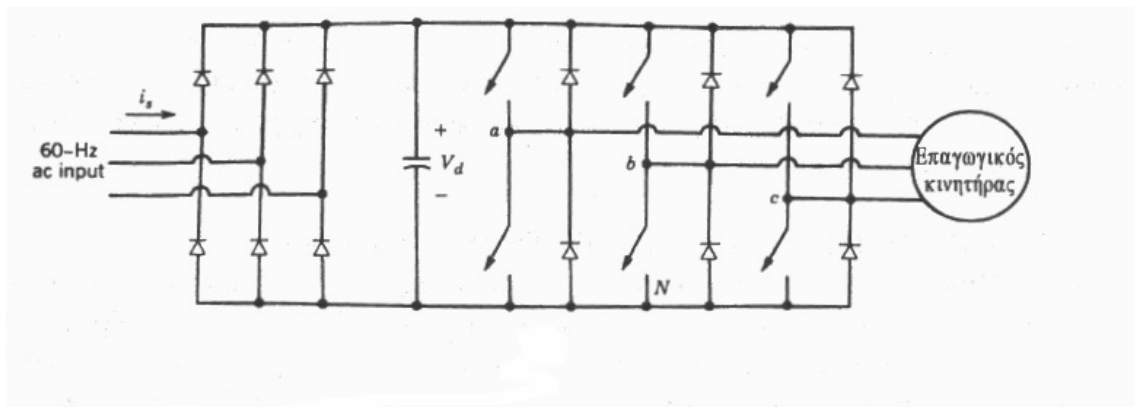 i_s
60-Hz
ac input
+
V_d
−
a
b
c
N
Επαγωγικός
κινητήρας